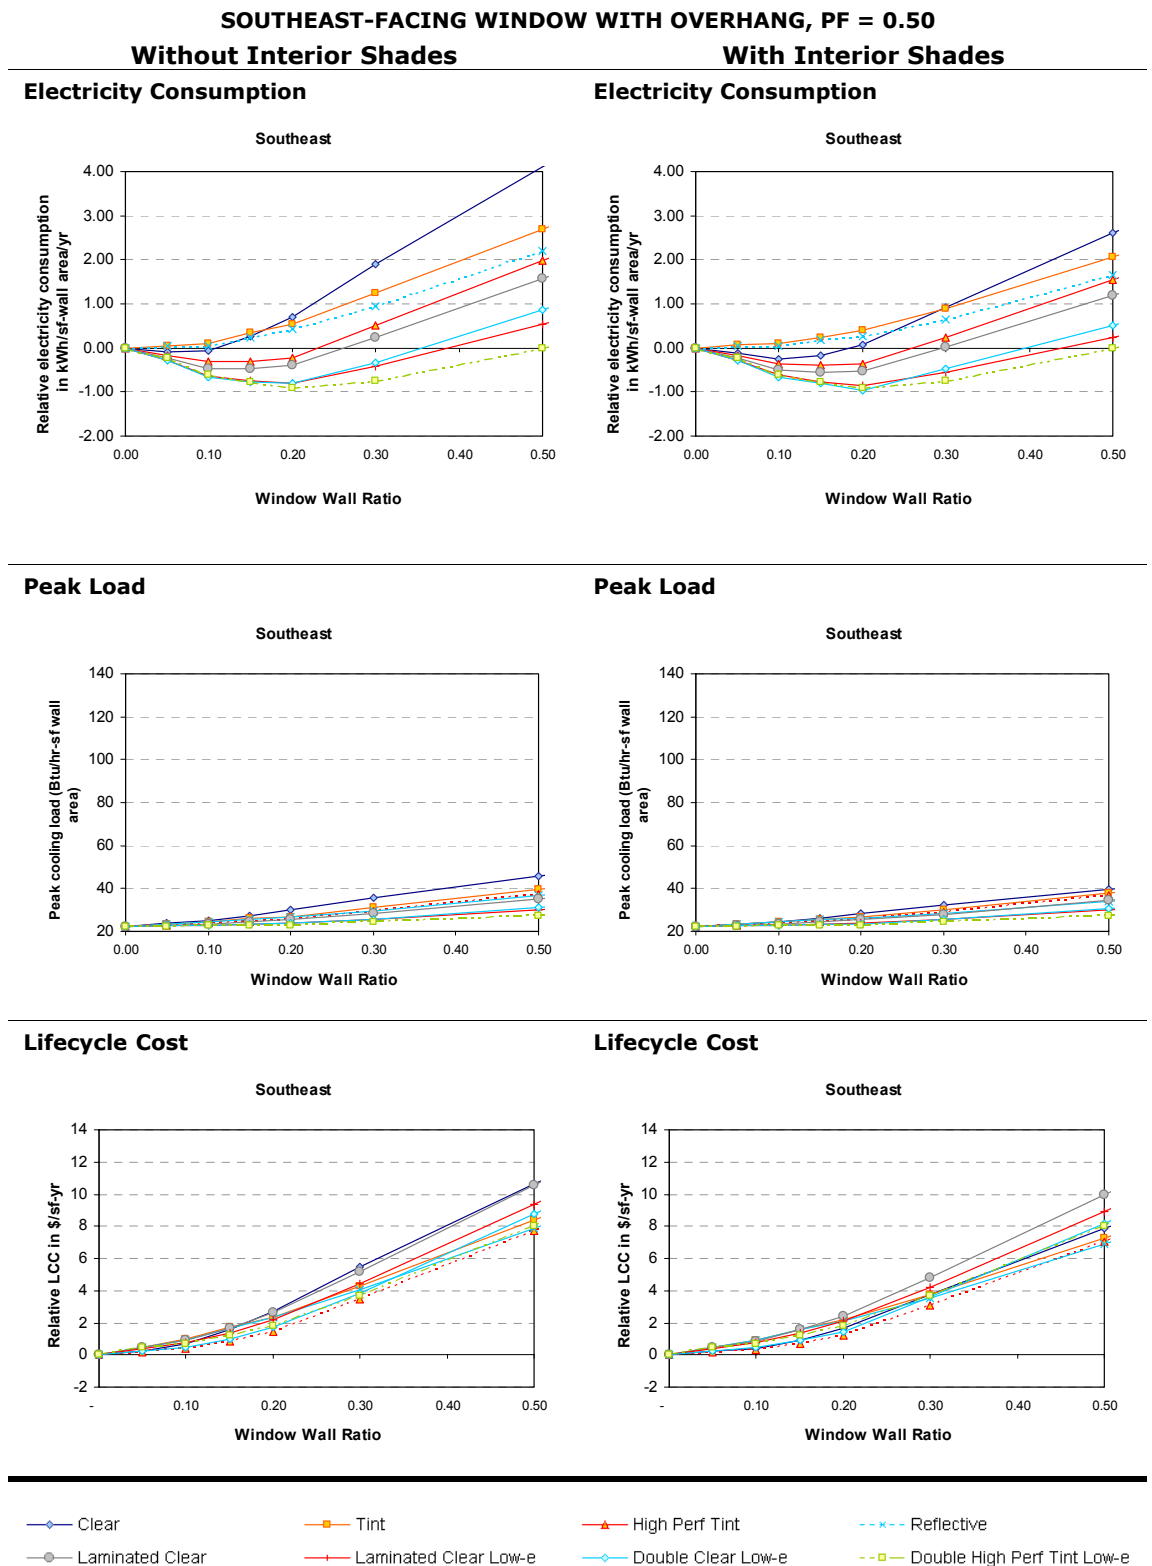 SOUTHEAST-FACING WINDOW WITH OVERHANG, PF = 0.50
Without Interior Shades With Interior Shades
Electricity Consumption Electricity Consumption
Southeast
Relative electricity consumption
in kWh/sf-wall area/yr
4.00
3.00
2.00
1.00
0.00
-1.00
-2.00
0.00 0.10 0.20 0.30 0.40 0.50
Window Wall Ratio
Southeast
Relative electricity consumption
in kWh/sf-wall area/yr
4.00
3.00
2.00
1.00
0.00
-1.00
-2.00
0.00 0.10 0.20 0.30 0.40 0.50
Window Wall Ratio
Peak Load Peak Load
Southeast
Peak cooling load (Btu/hr-sf wall
area)
140
120
100
80
60
40
20
0.00 0.10 0.20 0.30 0.40 0.50
Window Wall Ratio
Southeast
Peak cooling load (Btu/hr-sf wall
area)
140
120
100
80
60
40
20
0.00 0.10 0.20 0.30 0.40 0.50
Window Wall Ratio
Lifecycle Cost Lifecycle Cost
Southeast
Relative LCC in $/sf-yr
14
12
10
8
6
4
2
0
-2
- 0.10 0.20 0.30 0.40 0.50
Window Wall Ratio
Southeast
Relative LCC in $/sf-yr
14
12
10
8
6
4
2
0
-2
- 0.10 0.20 0.30 0.40 0.50
Window Wall Ratio
Clear Tint High Perf Tint Reflective
Laminated Clear Laminated Clear Low-e Double Clear Low-e Double High Perf Tint Low-e